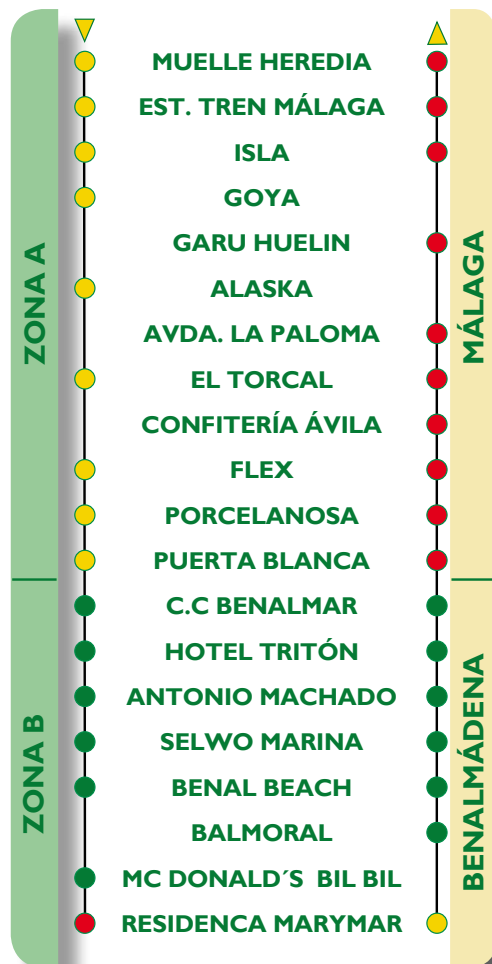 ZONA A
ZONA B
MUELLE HEREDIA
EST. TREN MÁLAGA
ISLA
GOYA
GARU HUELIN
ALASKA
AVDA. LA PALOMA
EL TORCAL
CONFITERÍA ÁVILA
FLEX
PORCELANOSA
PUERTA BLANCA
C.C BENALMAR
HOTEL TRITÓN
ANTONIO MACHADO
SELWO MARINA
BENAL BEACH
BALMORAL
MC DONALD´S BIL BIL
RESIDENCA MARYMAR
MÁLAGA
BENALMÁDENA